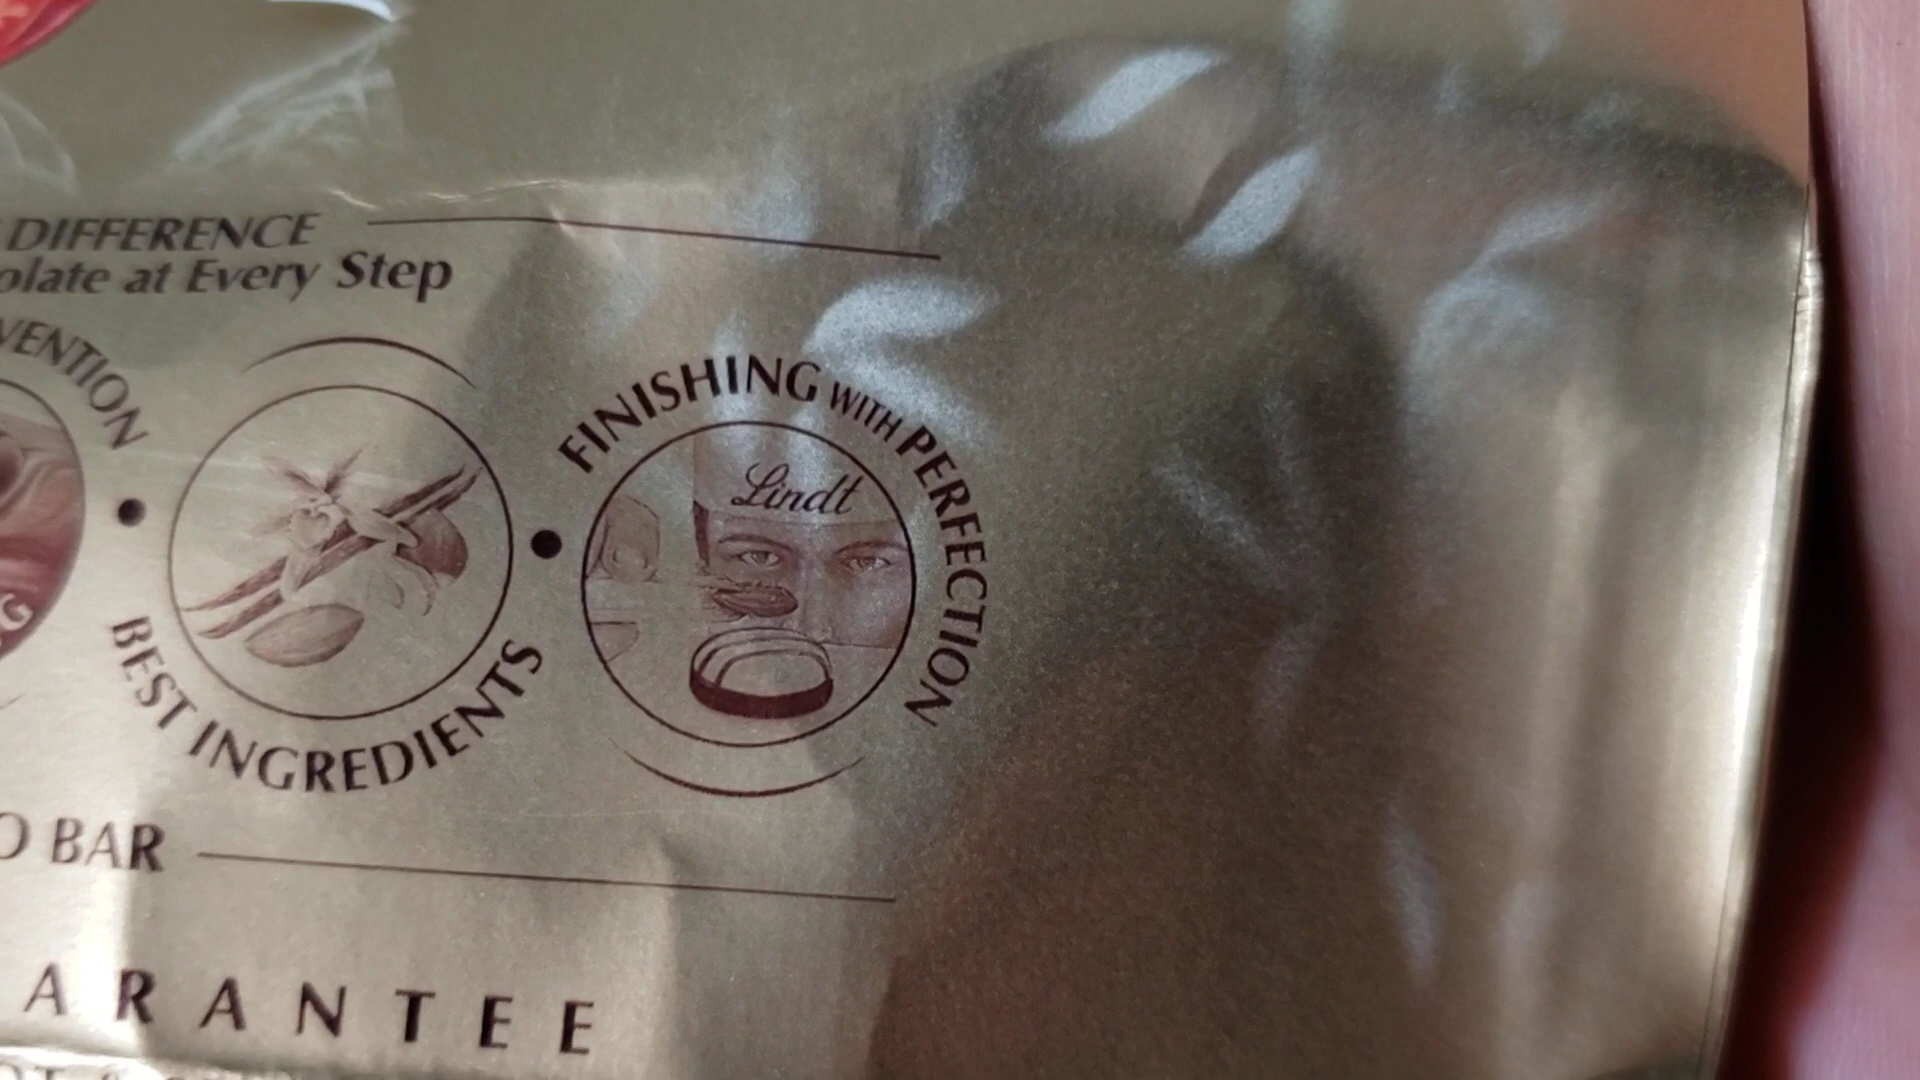 DIFFERENCE
olate at Every Step
VENTION
BEST INGREDIENTS
FINISHING WITH PERFECTION
Lindt
O BAR
ARANTEE